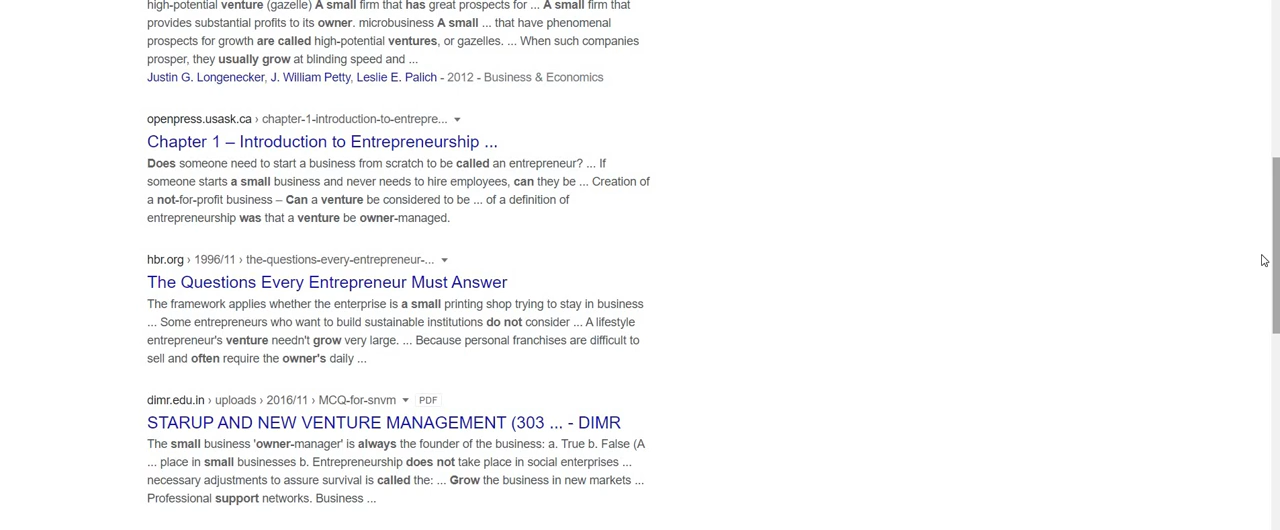 high-potential venture (gazelle) A small firm that has great prospects for ... A small firm that
provides substantial profits to its owner. microbusiness A small ... that have phenomenal
prospects for growth are called high-potential ventures, or gazelles. ... When such companies
prosper, they usually grow at blinding speed and ...
Justin G. Longenecker, J. William Petty, Leslie E. Palich - 2012 - Business & Economics
openpress.usask.ca › chapter-1-introduction-to-entrepre...
Chapter 1 – Introduction to Entrepreneurship ...
Does someone need to start a business from scratch to be called an entrepreneur? ... If
someone starts a small business and never needs to hire employees, can they be ... Creation of
a not-for-profit business – Can a venture be considered to be ... of a definition of
entrepreneurship was that a venture be owner-managed.
hbr.org › 1996/11 › the-questions-every-entrepreneur-...
The Questions Every Entrepreneur Must Answer
The framework applies whether the enterprise is a small printing shop trying to stay in business
... Some entrepreneurs who want to build sustainable institutions do not consider ... A lifestyle
entrepreneur's venture needn't grow very large. ... Because personal franchises are difficult to
sell and often require the owner's daily ...
dimr.edu.in › uploads › 2016/11 › MCQ-for-snvm PDF
STARUP AND NEW VENTURE MANAGEMENT (303 ... - DIMR
The small business 'owner-manager' is always the founder of the business: a. True b. False (A
... place in small businesses b. Entrepreneurship does not take place in social enterprises ...
necessary adjustments to assure survival is called the: ... Grow the business in new markets ...
Professional support networks. Business ...